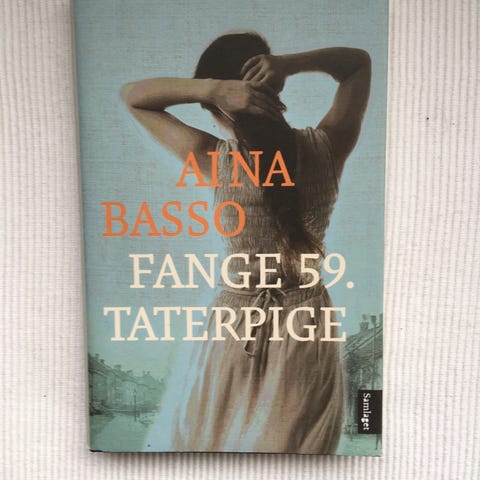 AINA
BASSO
FANGE 59.
TATERPIGE
Samlaget